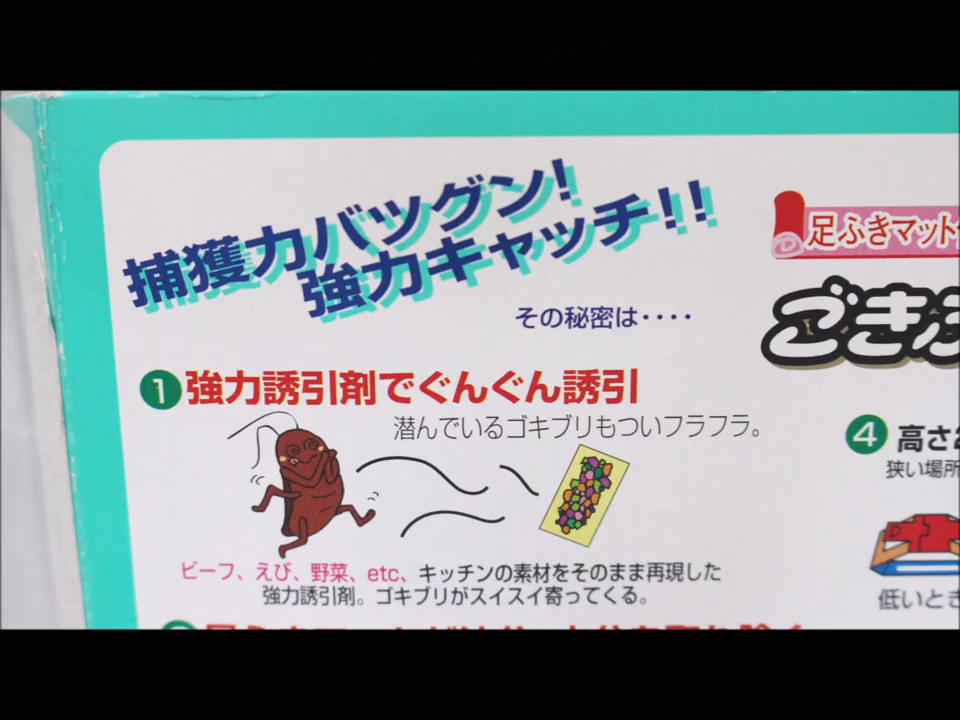 捕獲力バツグン!
強力キャッチ!!
その秘密は・・・・
1 強力誘引剤でぐんぐん誘引
潜んでいるゴキブリもついフラフラ。
ビーフ、えび、野菜、etc、キッチンの素材をそのまま再現した
強力誘引剤。ゴキブリがスイスイ寄ってくる。
足ふきマット
ごき
4 高さ
狭い場所
低いとき